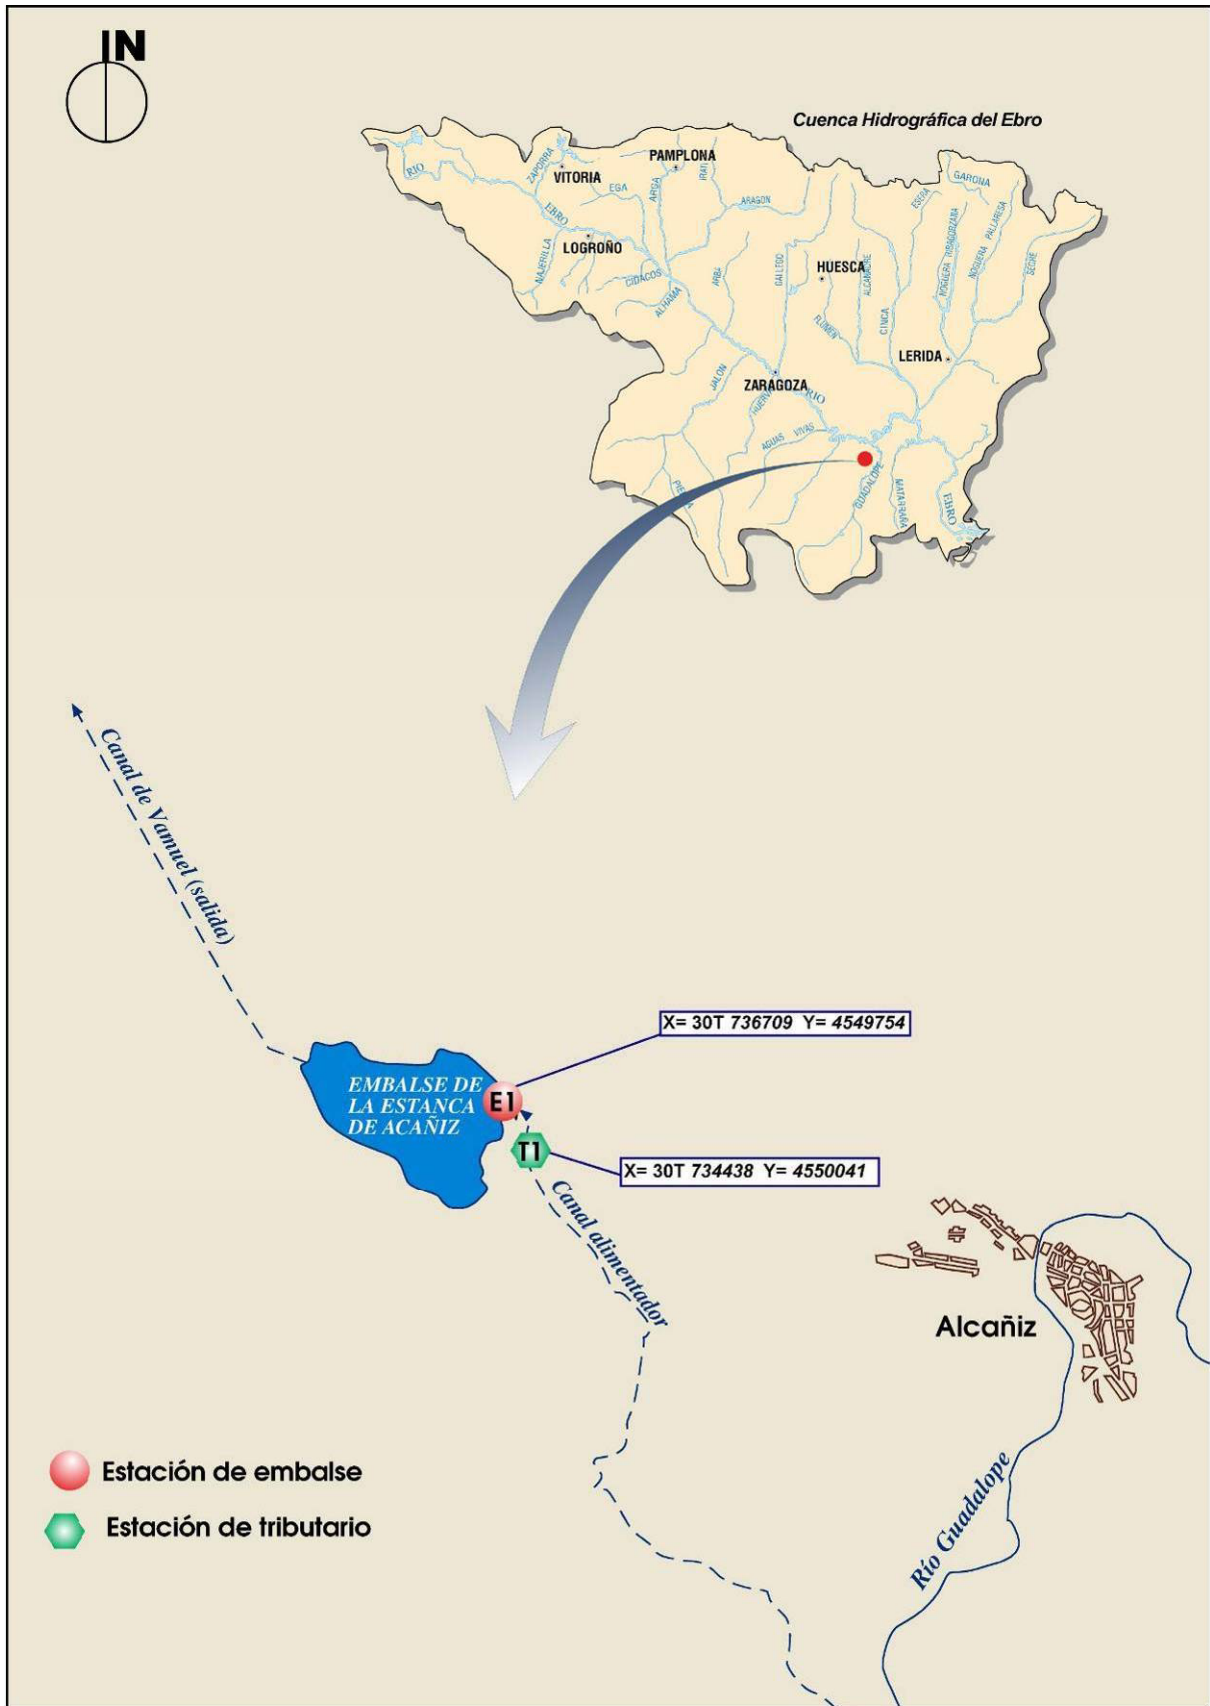 IN
Cuenca Hidrográfica del Ebro
RIO
ZAPORRA
VITORIA
PAMPLONA
IRATI
EGA
ARGA
ARAGON
EBRO
LOGROÑO
NAJERILLA
CIDACOS
ALHAMA
ARBA
GALLEGO
HUESCA
ALCANADRE
ESERA
GARONA
NOGUERA RIBAGORZANA
NOGUERA PALLARESA
SEGRE
FLUMEN
CINCA
LERIDA
JALON
ZARAGOZA
HUERVA
RIO
AGUAS VIVAS
GUADALOPE
MATARRAÑA
EBRO
Canal de Vamuel (salida)
X= 30T 736709 Y= 4549754
EMBALSE DE
LA ESTANCA
DE ACAÑIZ
E1
T1
X= 30T 734438 Y= 4550041
Canal alimentador
Alcañiz
Río Guadalope
Estación de embalse
Estación de tributario